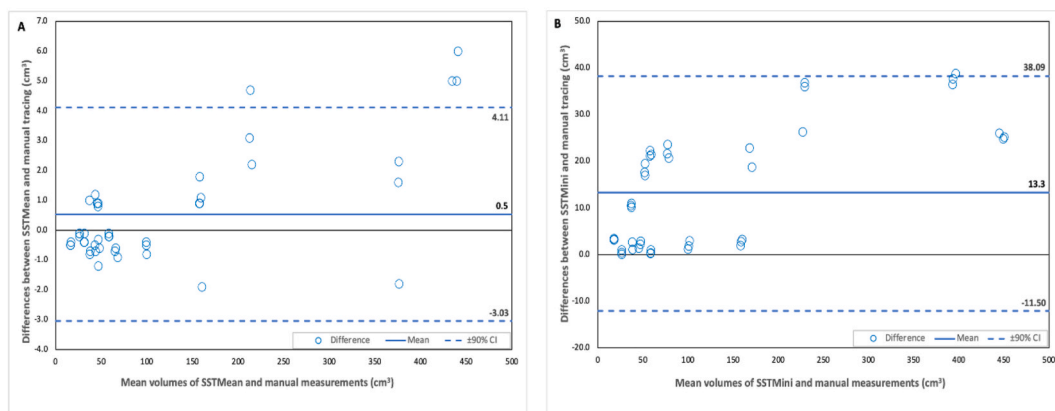 A
Differences between SSTMean and manual tracing (cm³)
7.0
6.0
5.0
4.0
3.0
2.0
1.0
0.0
-1.0
-2.0
-3.0
-4.0
4.11
0.5
-3.03
Difference Mean ±90% CI
0 50 100 150 200 250 300 350 400 450 500
Mean volumes of SSTMean and manual measurements (cm³)
B
Differences between SSTMini and manual tracing (cm³)
50.0
40.0
30.0
20.0
10.0
0.0
-10.0
-20.0
38.09
13.3
-11.50
Difference Mean ±90% CI
0 50 100 150 200 250 300 350 400 450 500
Mean volumes of SSTMini and manual measurements (cm³)